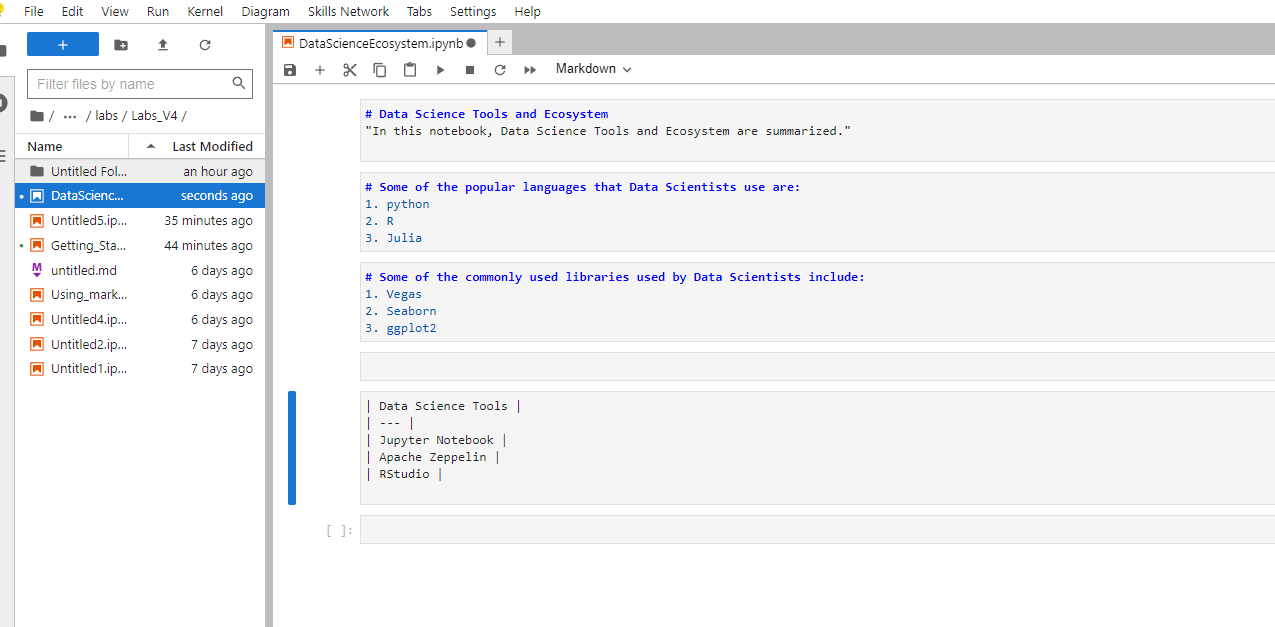 File Edit View Run Kernel Diagram Skills Network Tabs Settings Help
+
Filter files by name
/ ... / labs / Labs_V4 /
Name Last Modified
Untitled Fol... an hour ago
DataScienc... seconds ago
Untitled5.ip... 35 minutes ago
Getting_Sta... 44 minutes ago
M untitled.md 6 days ago
Using_mark... 6 days ago
Untitled4.ip... 6 days ago
Untitled2.ip... 7 days ago
Untitled1.ip... 7 days ago
DataScienceEcosystem.ipynb +
+ Markdown
# Data Science Tools and Ecosystem
"In this notebook, Data Science Tools and Ecosystem are summarized."
# Some of the popular languages that Data Scientists use are:
1. python
2. R
3. Julia
# Some of the commonly used libraries used by Data Scientists include:
1. Vegas
2. Seaborn
3. ggplot2
| Data Science Tools |
| --- |
| Jupyter Notebook |
| Apache Zeppelin |
| RStudio |
[ ]: